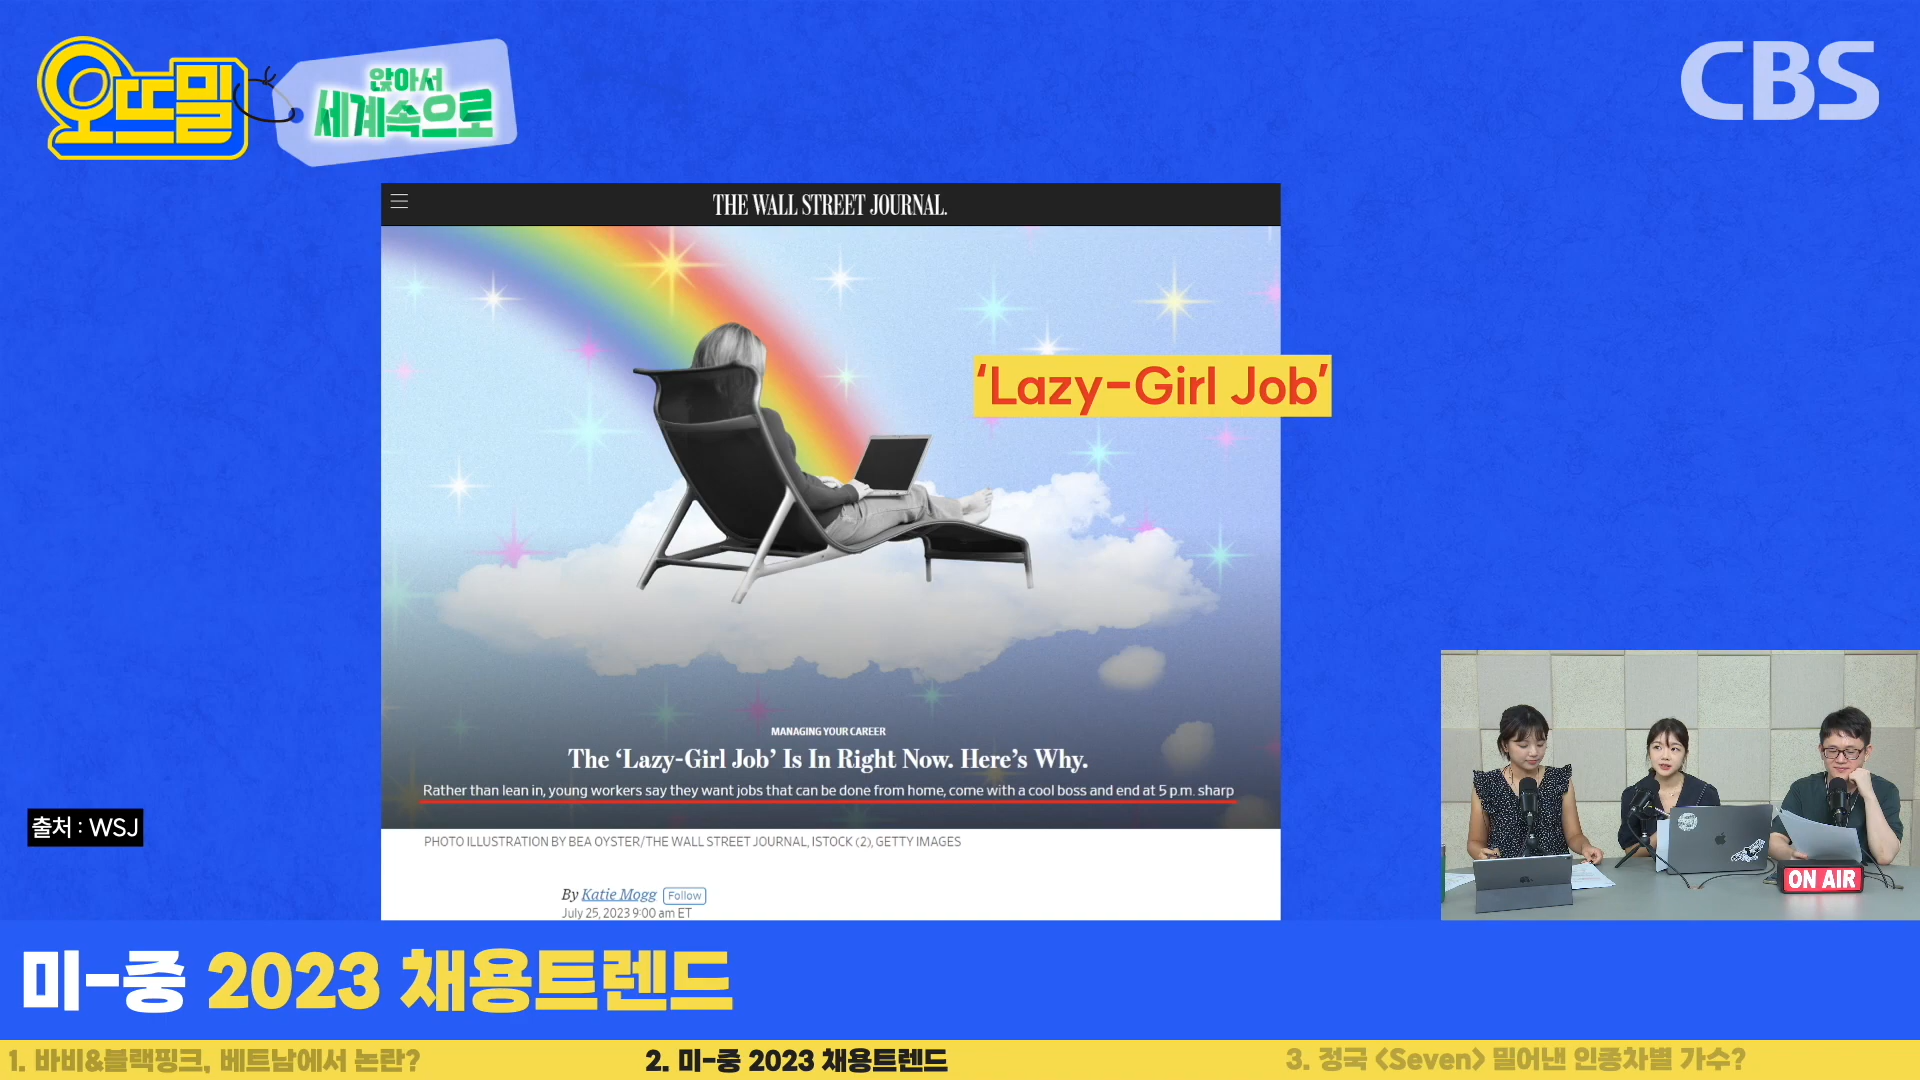 오뜨밀
앉아서
세계속으로
CBS
THE WALL STREET JOURNAL.
'Lazy-Girl Job'
MANAGING YOUR CAREER
The ‘Lazy-Girl Job’ Is In Right Now. Here’s Why.
Rather than lean in, young workers say they want jobs that can be done from home, come with a cool boss and end at 5 p.m. sharp
출처 : WSJ
PHOTO ILLUSTRATION BY BEA OYSTER/THE WALL STREET JOURNAL, ISTOCK (2), GETTY IMAGES
By Katie Mogg Follow
July 25, 2023 9:00 am ET
ON AIR
미-중 2023 채용트렌드
1. 바비&블랙핑크, 베트남에서 논란?
2. 미-중 2023 채용트렌드
3. 정국 <Seven> 밀어낸 인종차별 가수?